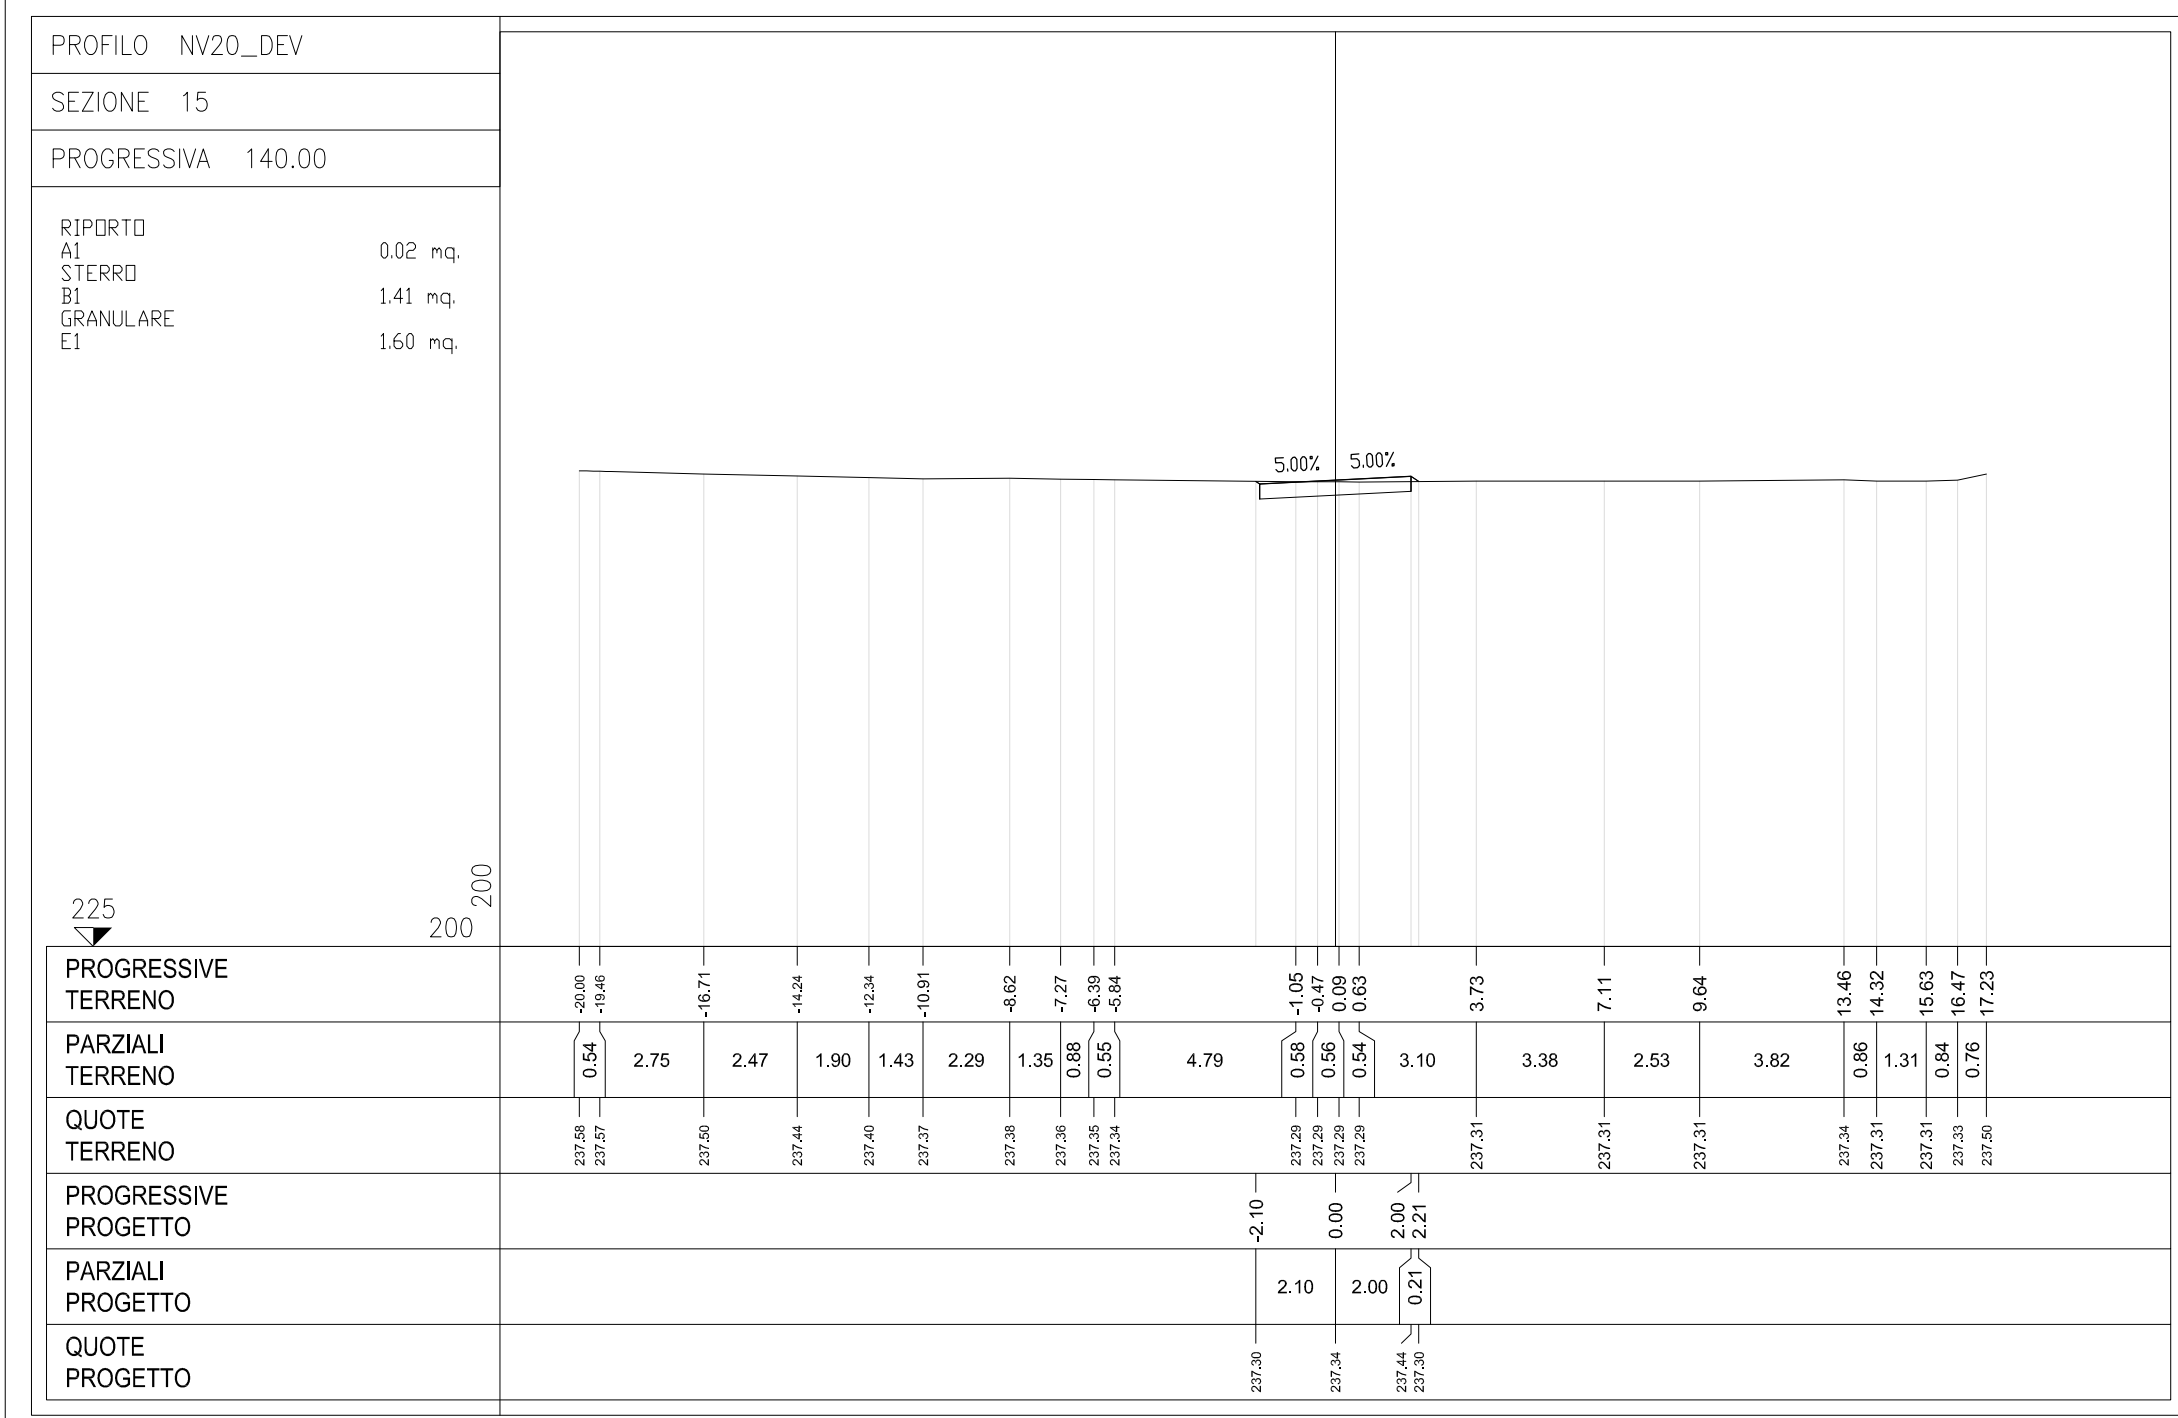 PROFILO NV20_DEV
SEZIONE 15
PROGRESSIVA 140.00
RIPORTO
A1 0.02 mq.
STERRO
B1 1.41 mq.
GRANULARE
E1 1.60 mq.
5.00% 5.00%
225
200
200
PROGRESSIVE
TERRENO
-20.00 -19.46 -16.71 -14.24 -12.34 -10.91 -8.62 -7.27 -6.39 -5.84 -1.05 -0.47 0.09 0.63 3.73 7.11 9.64 13.46 14.32 15.63 16.47 17.23
PARZIALI
TERRENO
0.54 2.75 2.47 1.90 1.43 2.29 1.35 0.88 0.55 4.79 0.58 0.56 0.54 3.10 3.38 2.53 3.82 0.86 1.31 0.84 0.76
QUOTE
TERRENO
237.58 237.57 237.50 237.44 237.40 237.37 237.38 237.36 237.35 237.34 237.29 237.29 237.29 237.29 237.31 237.31 237.31 237.34 237.31 237.31 237.33 237.50
PROGRESSIVE
PROGETTO
-2.10 0.00 2.00 2.21
PARZIALI
PROGETTO
2.10 2.00 0.21
QUOTE
PROGETTO
237.30 237.34 237.44 237.30